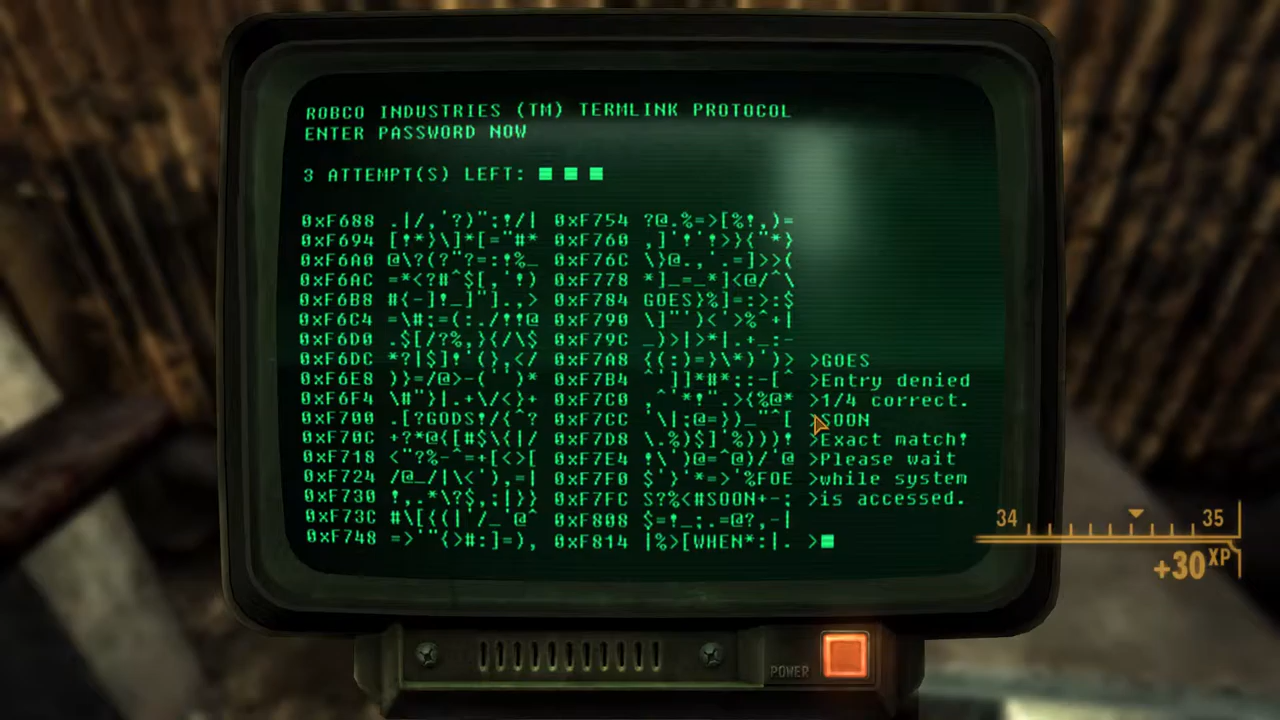 ROBCO INDUSTRIES (TM) TERMLINK PROTOCOL
ENTER PASSWORD NOW
3 ATTEMPT(S) LEFT: ■ ■ ■
0xF688 .|/,'?)":!/| 0xF754 ?@.%=>[%!,)=
0xF694 [!*}\]*[="#* 0xF760 ,]'!'!>}{"*}
0xF6A0 @\?(?"?=:!%_ 0xF76C \}@.,'.=]>>(
0xF6AC =*<?#^$[,'!) 0xF778 *]_=_*]<@/^\
0xF6B8 #{-]!_]"].,> 0xF784 GOES}%]=:>:$
0xF6C4 =\#;=(:./!!@ 0xF790 \]"')<'>%^+|
0xF6D0 .$[/?%,}(/\$ 0xF79C _)>|>*|.+_:-
0xF6DC *?|$]!'(},</ 0xF7A8 {(:)=}\*)')> >GOES
0xF6E8 )}=/@>-('`)* 0xF7B4 ^`]]*#*;:-[^ >Entry denied
0xF6F4 \#"}|.+\/<}+ 0xF7C0 ,^`*!".>{%@* >1/4 correct.
0xF700 .[?GODS!/{^? 0xF7CC `\|;@=})_"^[ >SOON
0xF70C +?*@{[#$\{|/ 0xF7D8 \.%)$]'%)))! >Exact match!
0xF718 <"?%-^=+[<>[ 0xF7E4 !\')@=^@)/'@ >Please wait
0xF724 /@_/|\<'),=| 0xF7F0 $'}`*=>'%FOE >while system
0xF730 !,.*\?$,:|}} 0xF7FC S?%<#SOON+-; >is accessed.
0xF73C #\[{(|`/_`@^ 0xF808 $=!_;.=@?,-|
0xF748 =>'"{>#:]=), 0xF814 |%>[WHEN*:|. >■
34 35
+30 XP
POWER